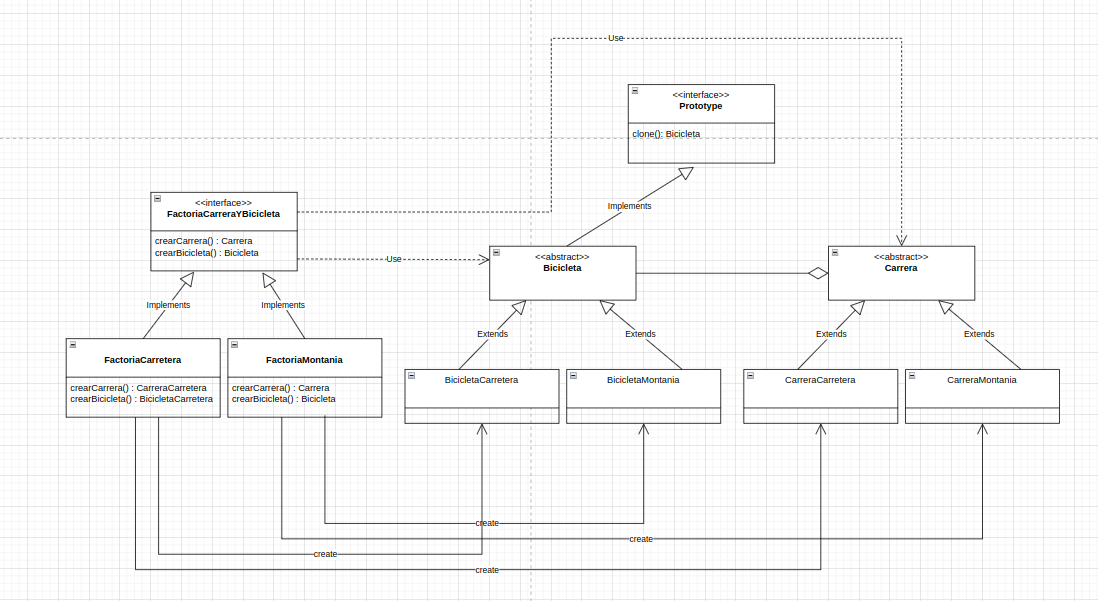 Use
<<interface>>
Prototype
clone(): Bicicleta
<<interface>>
FactoriaCarreraYBicicleta
crearCarrera() : Carrera
crearBicicleta() : Bicicleta
Implements
Use
<<abstract>>
Bicicleta
<<abstract>>
Carrera
Implements
Implements
Extends
Extends
Extends
Extends
FactoriaCarretera
crearCarrera() : CarreraCarretera
crearBicicleta() : BicicletaCarretera
FactoriaMontania
crearCarrera() : Carrera
crearBicicleta() : Bicicleta
BicicletaCarretera
BicicletaMontania
CarreraCarretera
CarreraMontania
create
create
create
create